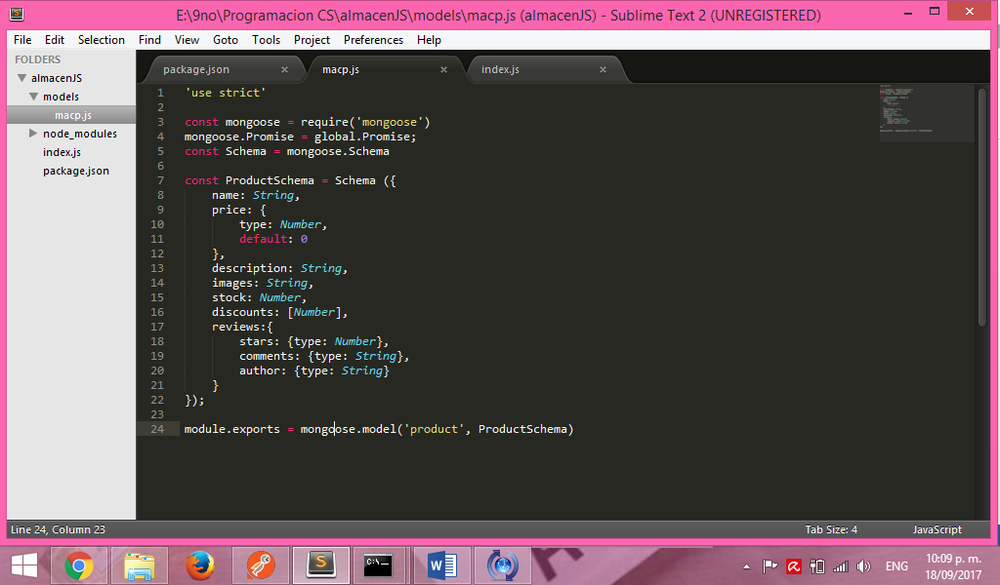 E:\9no\Programacion CS\almacenJS\models\macp.js (almacenJS) - Sublime Text 2 (UNREGISTERED)
File Edit Selection Find View Goto Tools Project Preferences Help
FOLDERS
almacenJS
models
macp.js
node_modules
index.js
package.json
package.json macp.js index.js
1 'use strict'
2
3 const mongoose = require('mongoose')
4 mongoose.Promise = global.Promise;
5 const Schema = mongoose.Schema
6
7 const ProductSchema = Schema ({
8 name: String,
9 price: {
10 type: Number,
11 default: 0
12 },
13 description: String,
14 images: String,
15 stock: Number,
16 discounts: [Number],
17 reviews:{
18 stars: {type: Number},
19 comments: {type: String},
20 author: {type: String}
21 }
22 });
23
24 module.exports = mongoose.model('product', ProductSchema)
Line 24, Column 23 Tab Size: 4 JavaScript
ENG
10:09 p. m.
18/09/2017